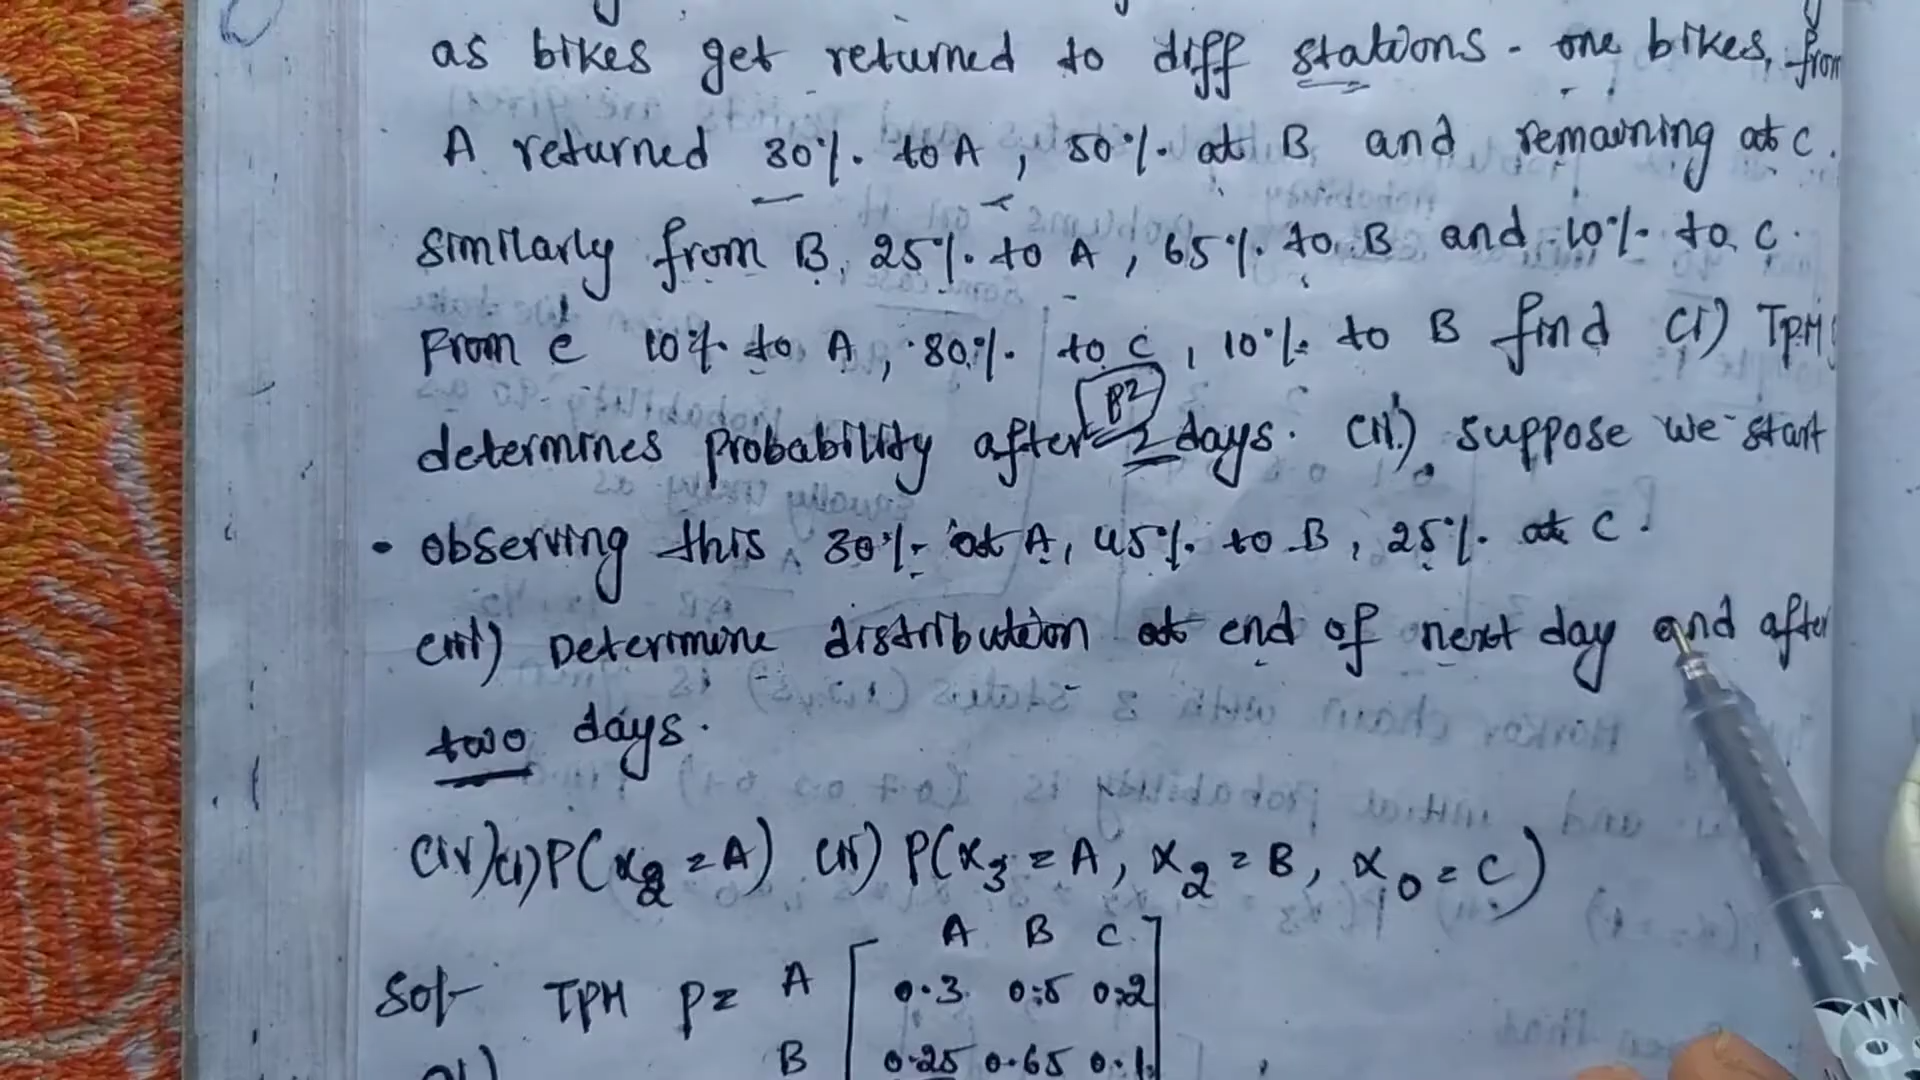 as bikes get returned to diff stations - one bikes, from
A returned 30%. to A, 50%. at B and remaining at C.
similarly from B, 25%. to A, 65%. to B and 10%. to C.
From C 10%. to A, 80%. to C, 10%. to B find (i) TPM
P²
determines probability after 2 days. (ii) suppose we start
• observing this 30%. at A, 45%. to B, 25%. at C.
(iii) Determine distribution at end of next day and after
two days.
(iv)(i) P(x2 = A) (ii) P(x3 = A, x2 = B, x0 = C)
A B C
Sol- TPM P= A 0.3 0.5 0.2
B 0.25 0.65 0.1